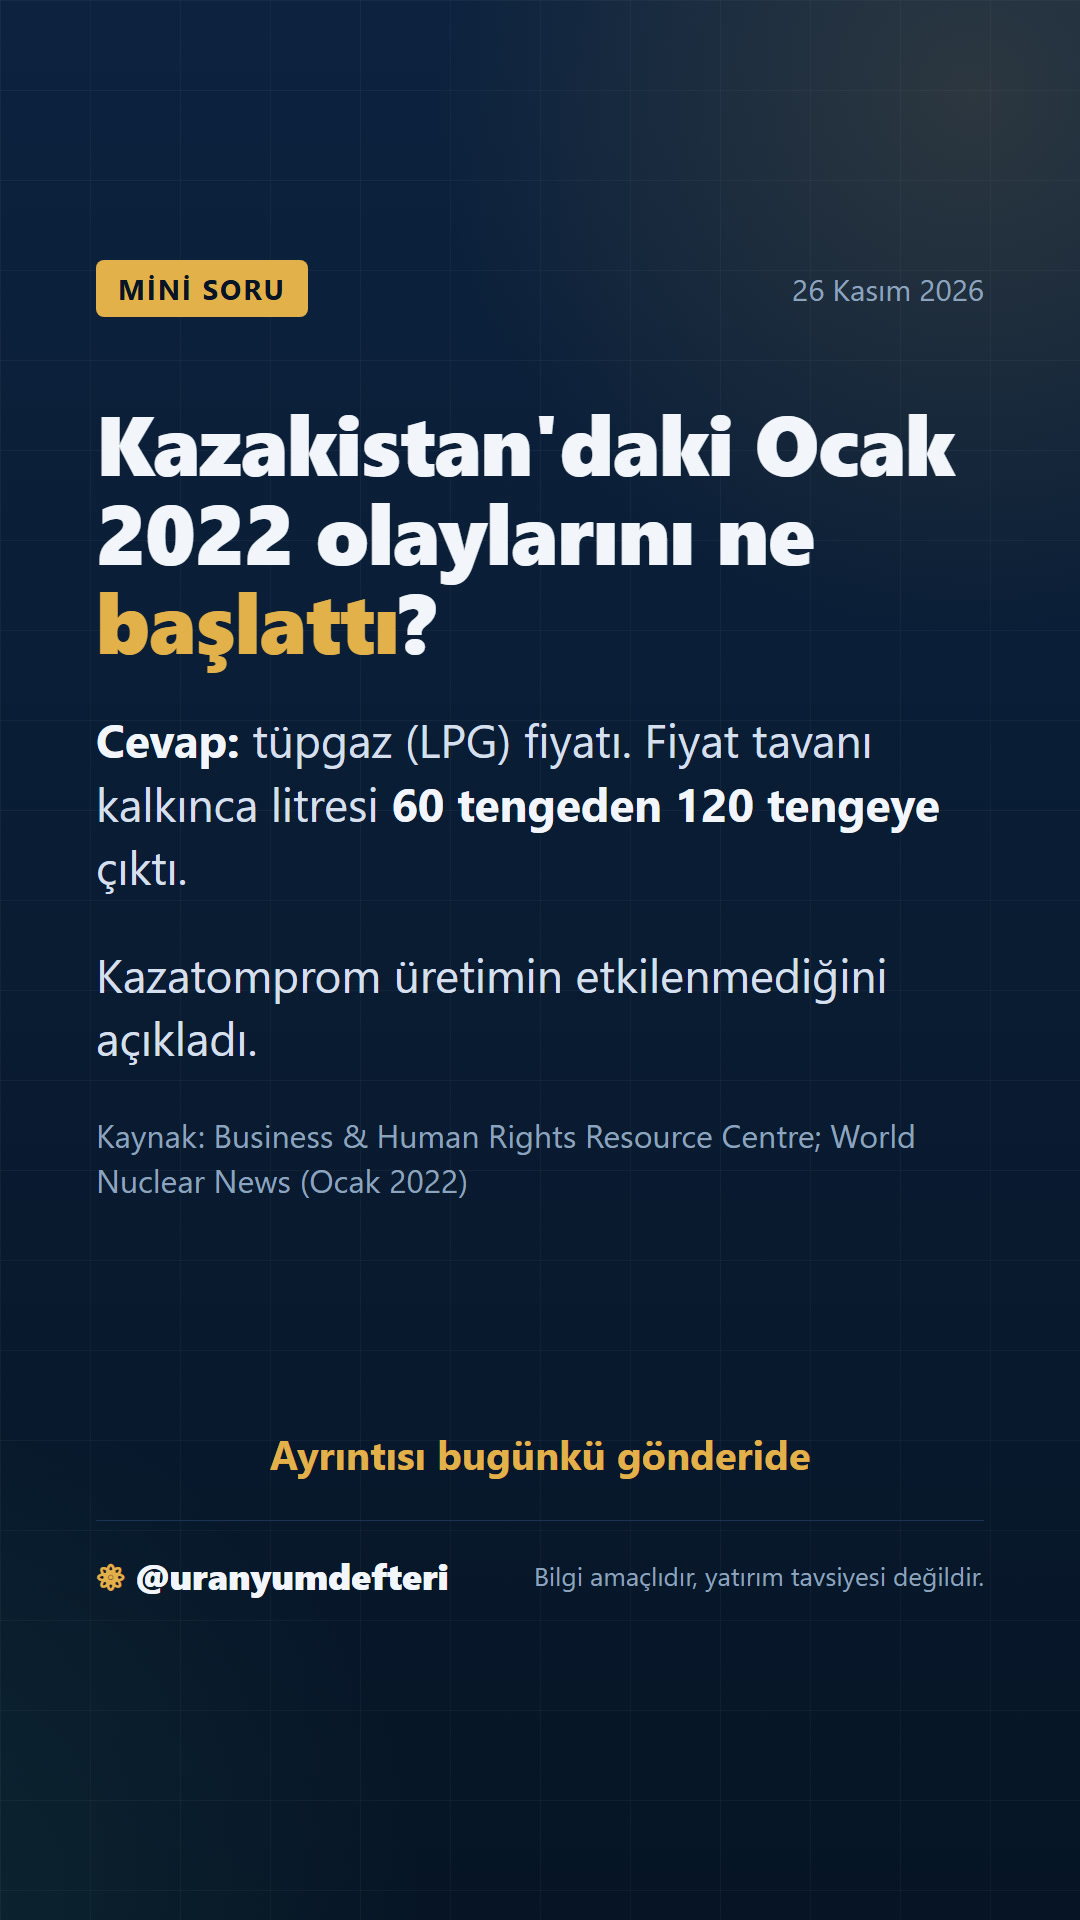 MİNİ SORU
26 Kasım 2026
Kazakistan'daki Ocak
2022 olaylarını ne
başlattı?
Cevap: tüpgaz (LPG) fiyatı. Fiyat tavanı
kalkınca litresi 60 tengeden 120 tengeye
çıktı.
Kazatomprom üretimin etkilenmediğini
açıkladı.
Kaynak: Business & Human Rights Resource Centre; World
Nuclear News (Ocak 2022)
Ayrıntısı bugünkü gönderide
@uranyumdefteri
Bilgi amaçlıdır, yatırım tavsiyesi değildir.